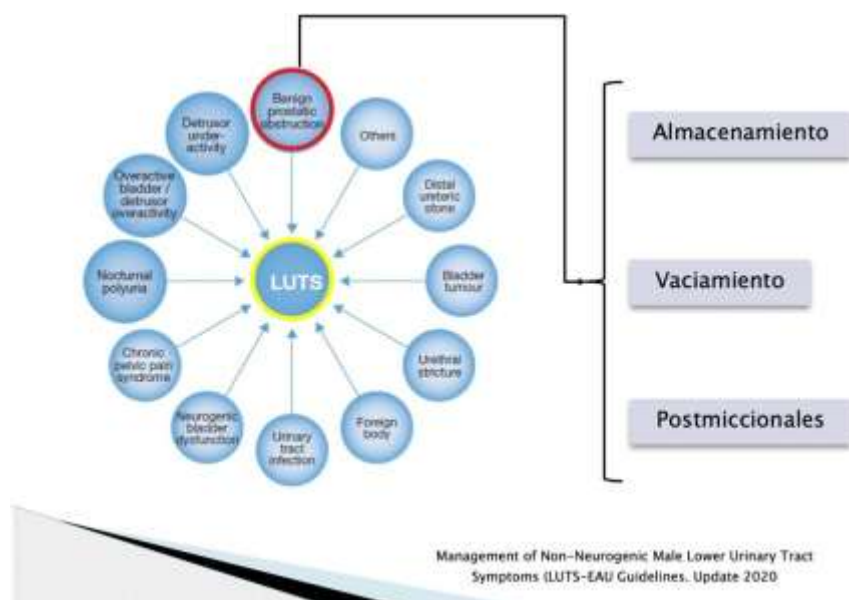 Benign
prostatic
obstruction
Others
Distal
ureteric
stone
Bladder
tumour
Urethral
stricture
Foreign
body
Urinary
tract
infection
Neurogenic
bladder
dysfunction
Chronic
pelvic pain
syndrome
Nocturnal
polyuria
Overactive
bladder /
detrusor
overactivity
Detrusor
under-
activity
LUTS
Almacenamiento
Vaciamiento
Postmiccionales
Management of Non-Neurogenic Male Lower Urinary Tract
Symptoms (LUTS-EAU Guidelines. Update 2020